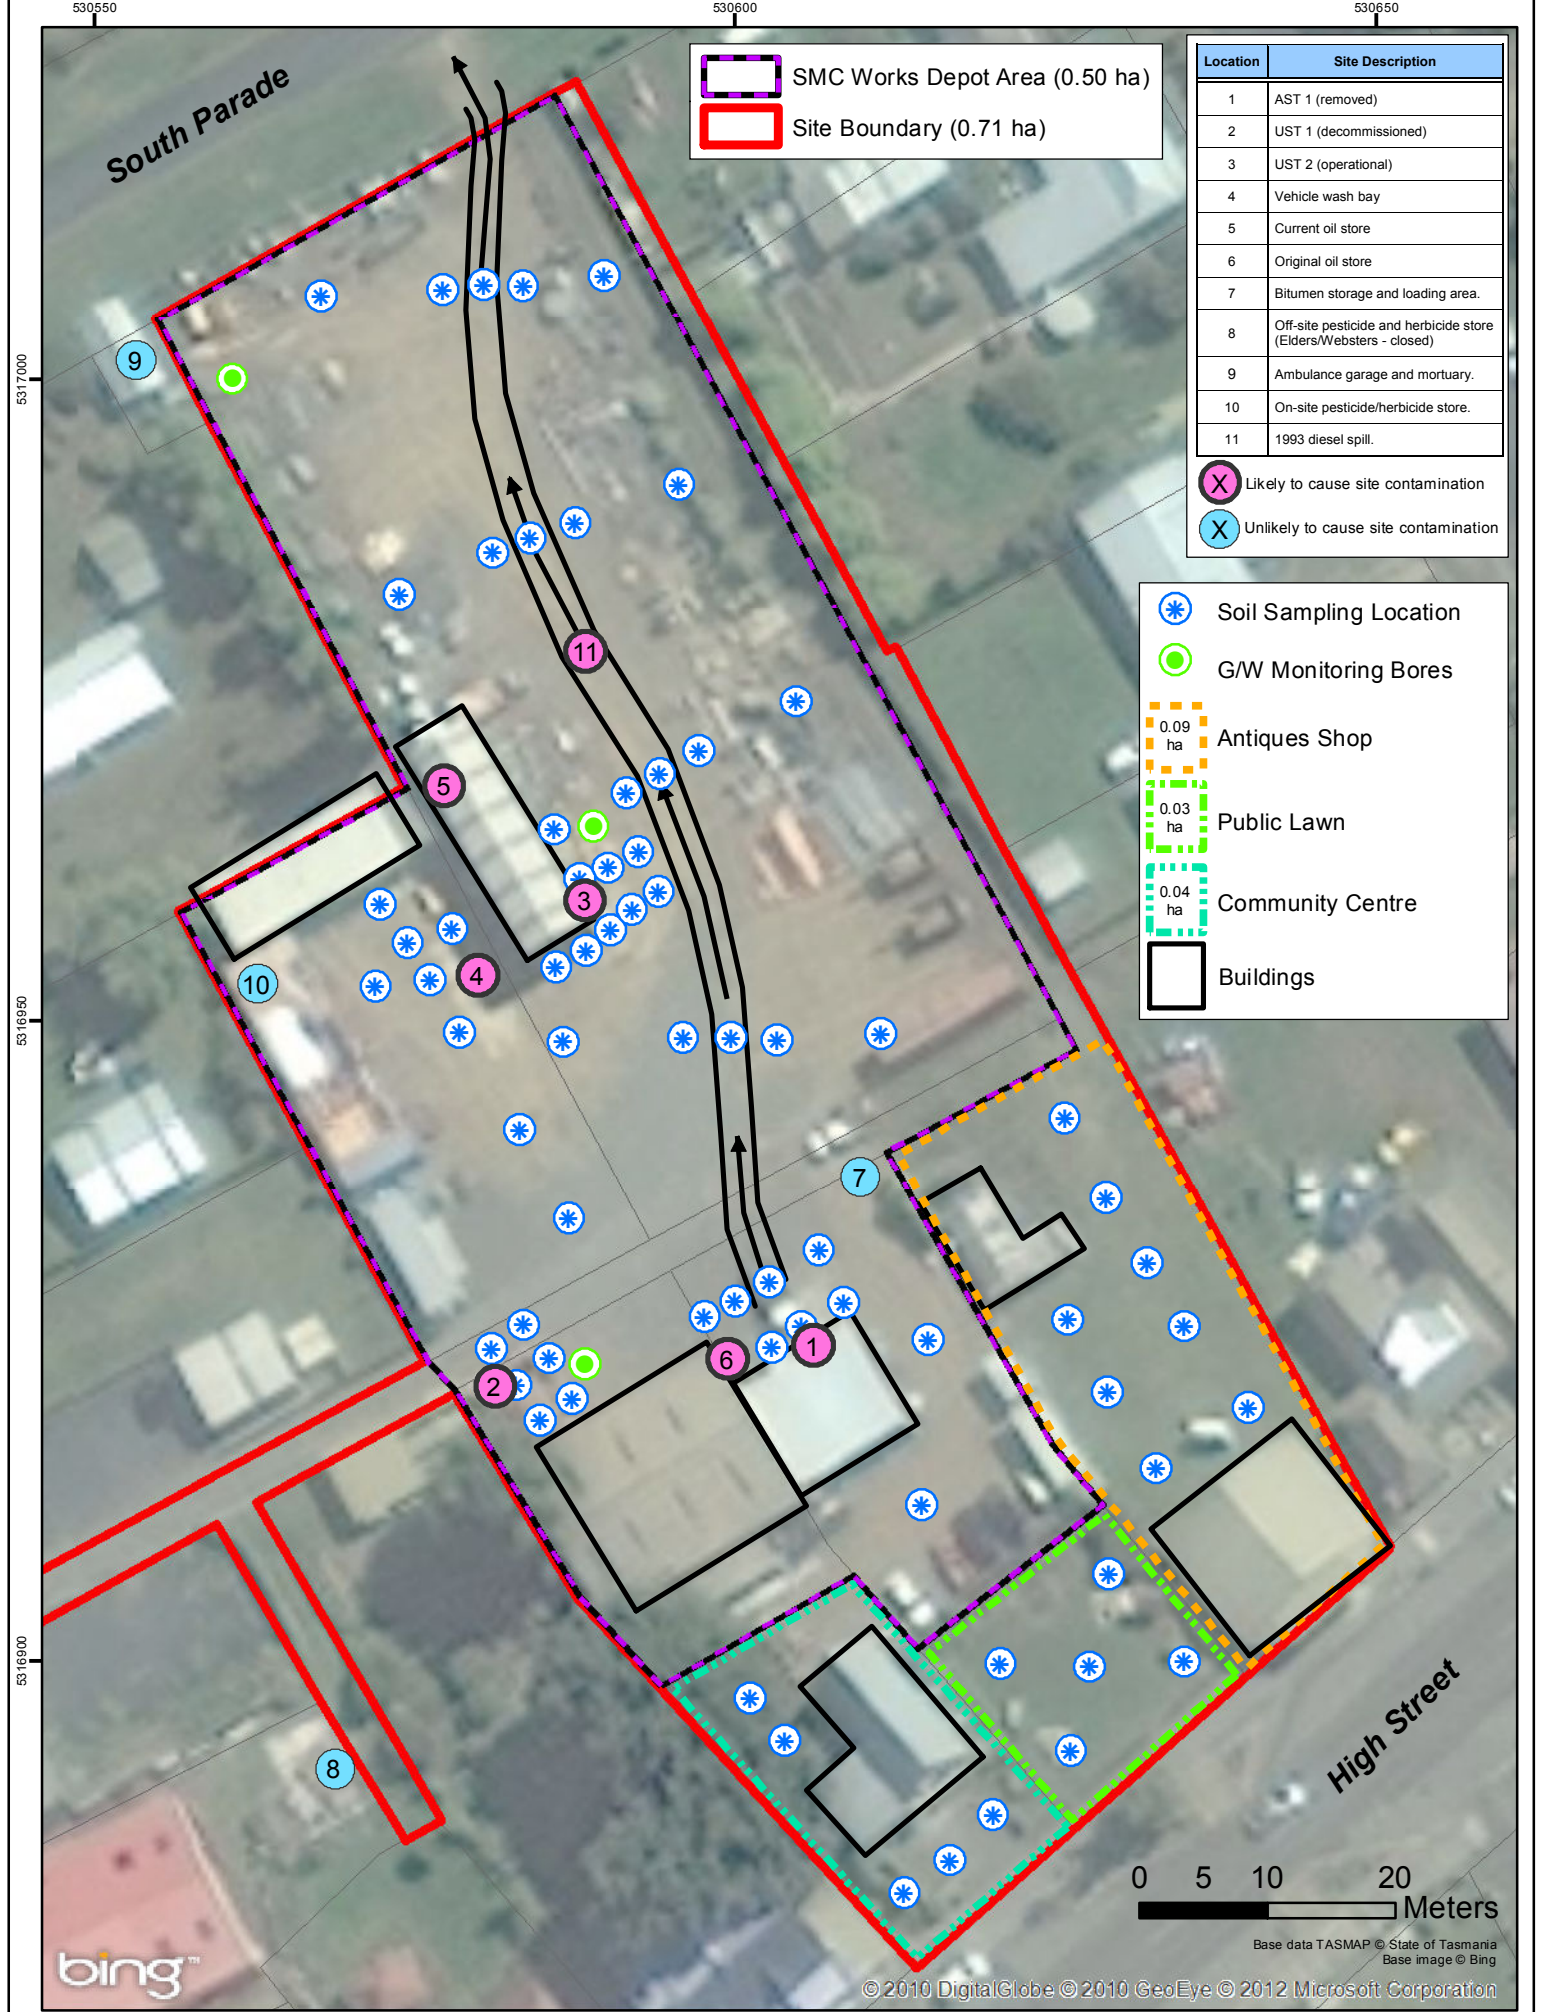 530550
530600
530650
South Parade
SMC Works Depot Area (0.50 ha)
Site Boundary (0.71 ha)
Location Site Description
1 AST 1 (removed)
2 UST 1 (decommissioned)
3 UST 2 (operational)
4 Vehicle wash bay
5 Current oil store
6 Original oil store
7 Bitumen storage and loading area.
8 Off-site pesticide and herbicide store
(Elders/Websters - closed)
9 Ambulance garage and mortuary.
10 On-site pesticide/herbicide store.
11 1993 diesel spill.
X Likely to cause site contamination
X Unlikely to cause site contamination
Soil Sampling Location
G/W Monitoring Bores
0.09
ha
Antiques Shop
0.03
ha
Public Lawn
0.04
ha
Community Centre
Buildings
5317000
5316950
5316900
9
11
5
3
4
10
7
6
1
2
8
High Street
0 5 10 20
Meters
Base data TASMAP © State of Tasmania
Base image © Bing
bing™
© 2010 DigitalGlobe © 2010 GeoEye © 2012 Microsoft Corporation